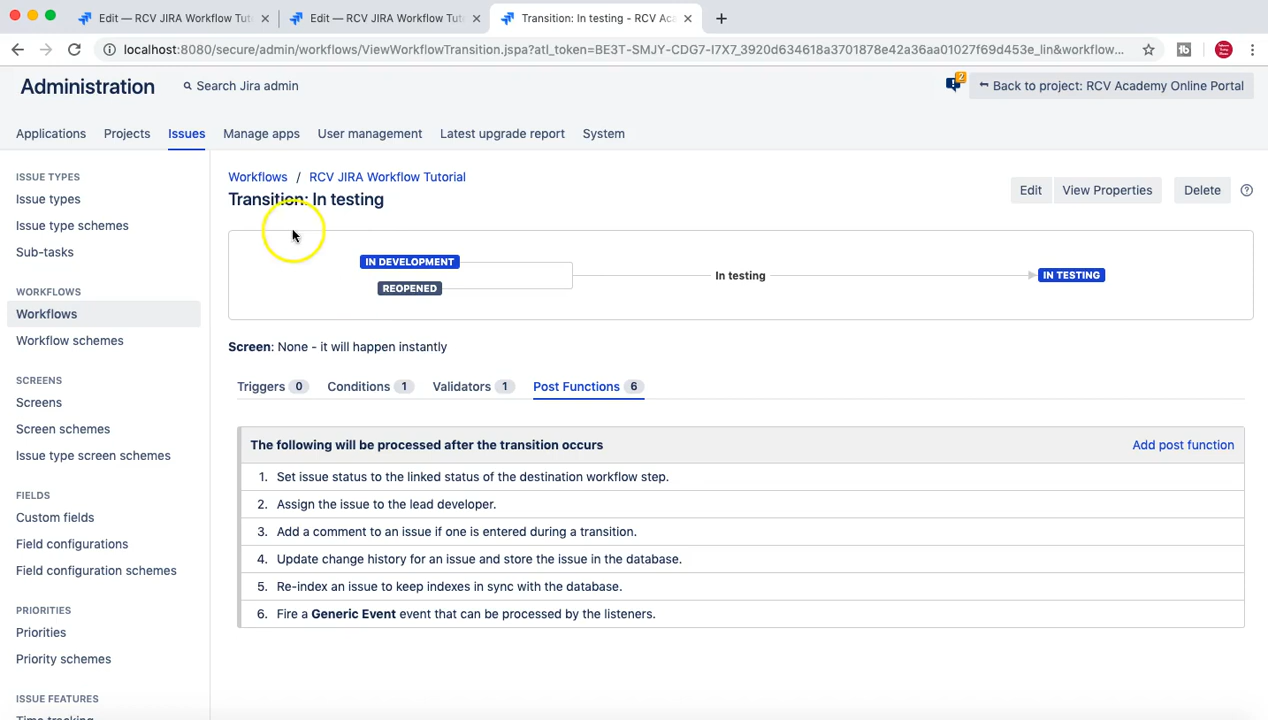 Edit — RCV JIRA Workflow Tut
Edit — RCV JIRA Workflow Tut
Transition: In testing - RCV Aca
localhost:8080/secure/admin/workflows/ViewWorkflowTransition.jspa?atl_token=BE3T-SMJY-CDG7-I7X7_3920d634618a3701878e42a36aa01027f69d453e_lin&workflow...
Administration
Search Jira admin
2
Back to project: RCV Academy Online Portal
Applications
Projects
Issues
Manage apps
User management
Latest upgrade report
System
ISSUE TYPES
Issue types
Issue type schemes
Sub-tasks
WORKFLOWS
Workflows
Workflow schemes
SCREENS
Screens
Screen schemes
Issue type screen schemes
FIELDS
Custom fields
Field configurations
Field configuration schemes
PRIORITIES
Priorities
Priority schemes
ISSUE FEATURES
Time tracking
Workflows / RCV JIRA Workflow Tutorial
Transition: In testing
Edit
View Properties
Delete
IN DEVELOPMENT
REOPENED
In testing
IN TESTING
Screen: None - it will happen instantly
Triggers 0
Conditions 1
Validators 1
Post Functions 6
The following will be processed after the transition occurs
Add post function
1. Set issue status to the linked status of the destination workflow step.
2. Assign the issue to the lead developer.
3. Add a comment to an issue if one is entered during a transition.
4. Update change history for an issue and store the issue in the database.
5. Re-index an issue to keep indexes in sync with the database.
6. Fire a Generic Event event that can be processed by the listeners.